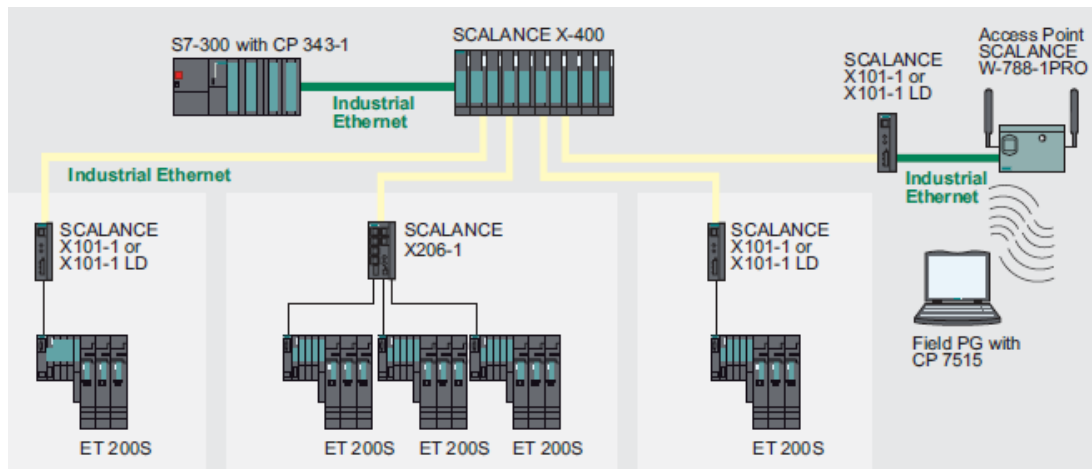 S7-300 with CP 343-1
SCALANCE X-400
Access Point
SCALANCE
W-788-1PRO
SCALANCE
X101-1 or
X101-1 LD
Industrial
Ethernet
Industrial Ethernet
Industrial
Ethernet
SCALANCE
X101-1 or
X101-1 LD
SCALANCE
X206-1
SCALANCE
X101-1 or
X101-1 LD
Field PG with
CP 7515
ET 200S
ET 200S
ET 200S
ET 200S
ET 200S